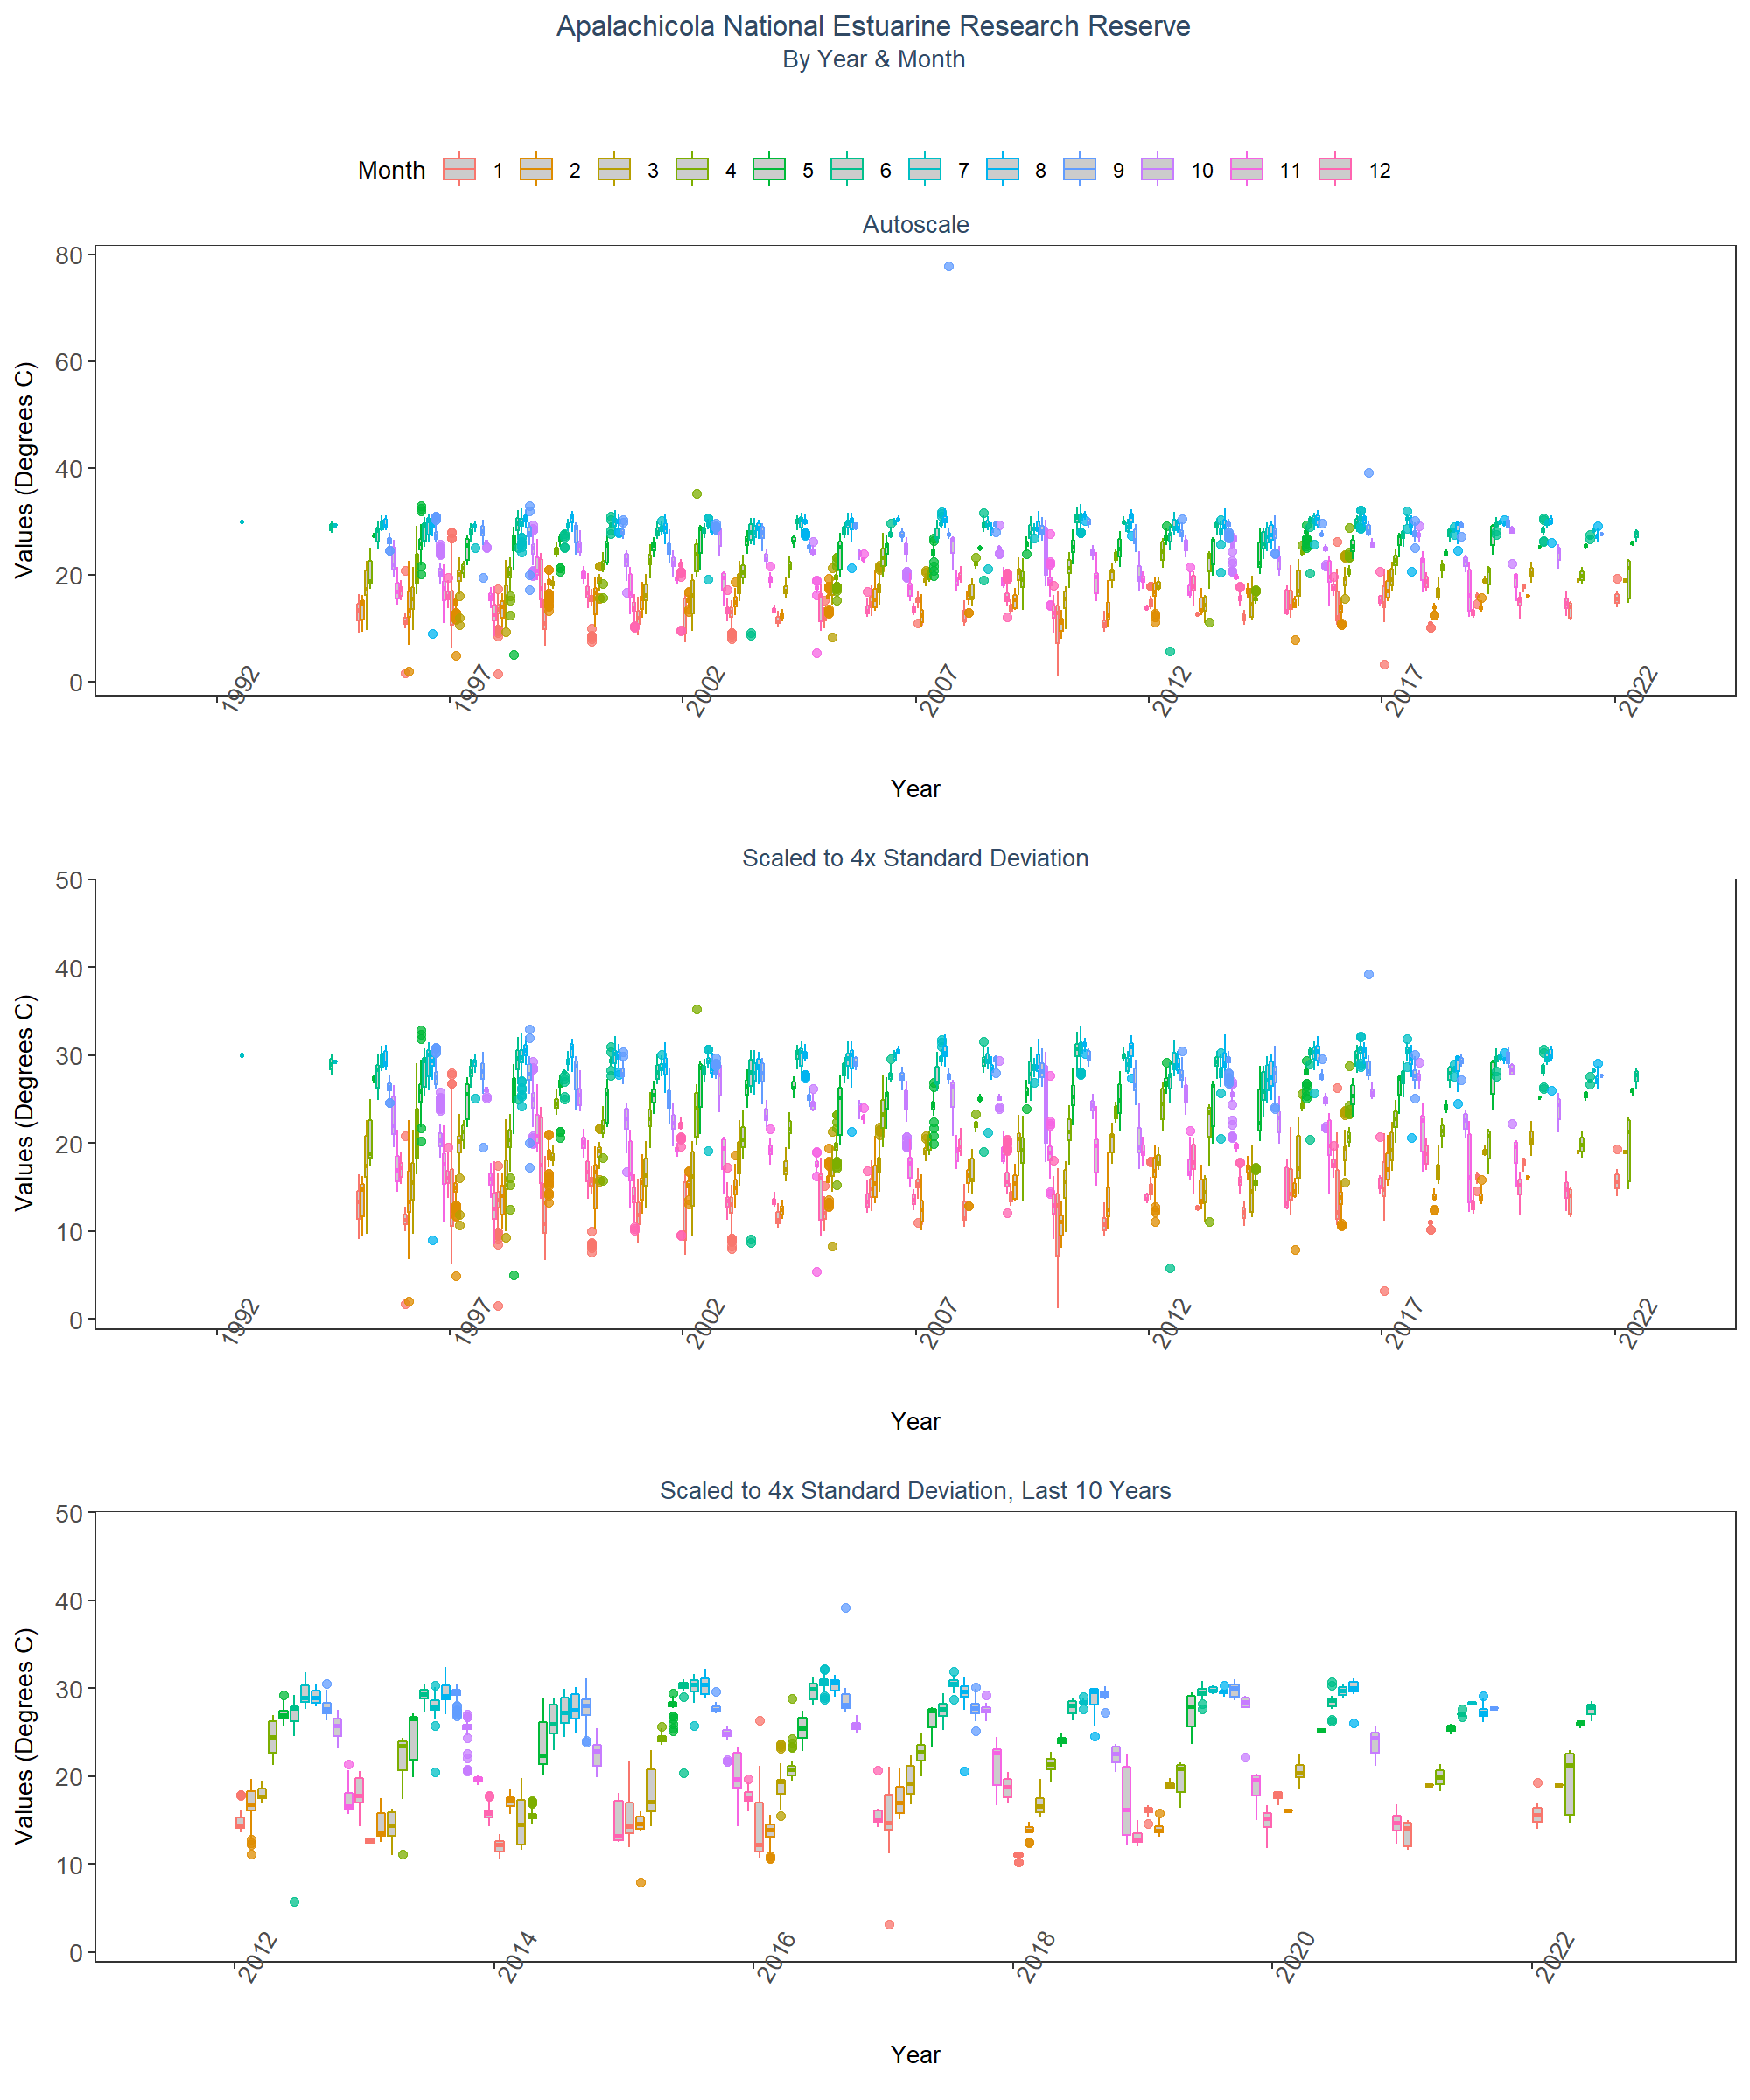 Apalachicola National Estuarine Research Reserve
By Year & Month
Month 1 2 3 4 5 6 7 8 9 10 11 12
Autoscale
Values (Degrees C)
80
60
40
20
0
1992 1997 2002 2007 2012 2017 2022
Year
Scaled to 4x Standard Deviation
Values (Degrees C)
50
40
30
20
10
0
1992 1997 2002 2007 2012 2017 2022
Year
Scaled to 4x Standard Deviation, Last 10 Years
Values (Degrees C)
50
40
30
20
10
0
2012 2014 2016 2018 2020 2022
Year